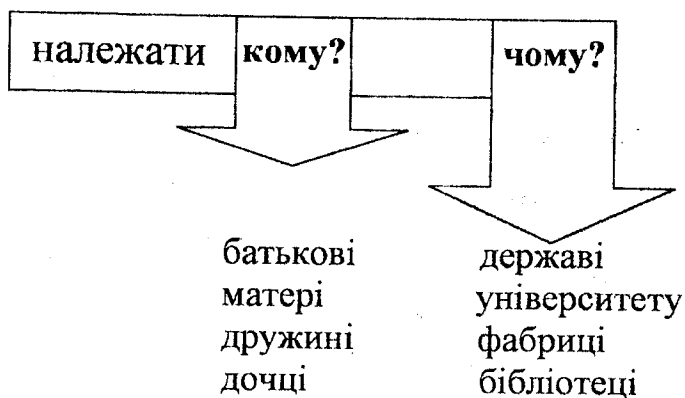 належати кому? чому?
батькові державі
матері університету
дружині фабриці
дочці бібліотеці